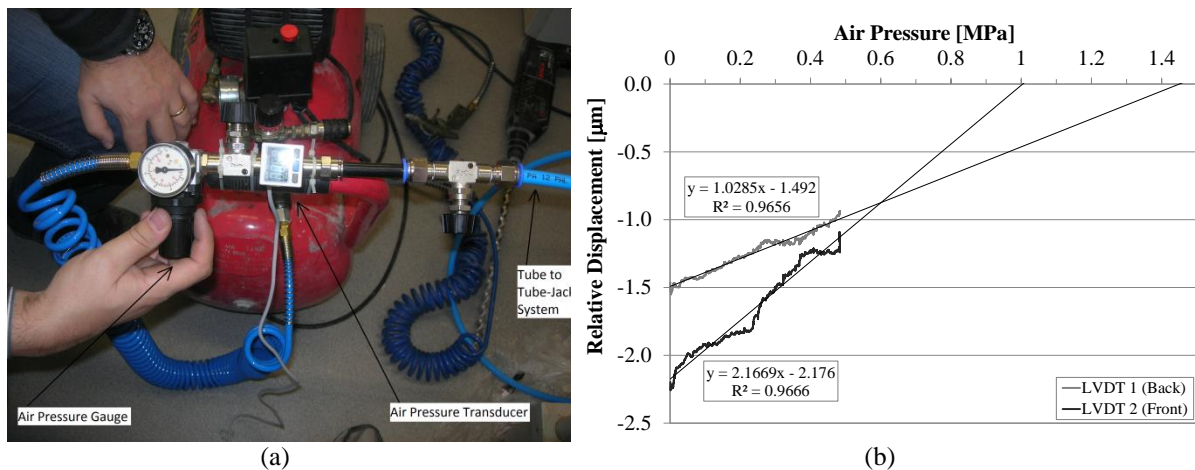 Air Pressure [MPa]
0 0.2 0.4 0.6 0.8 1 1.2 1.4
0.0
-0.5
-1.0
-1.5
-2.0
-2.5
Relative Displacement [µm]
y = 1.0285x - 1.492
R² = 0.9656
y = 2.1669x - 2.176
R² = 0.9666
LVDT 1 (Back)
LVDT 2 (Front)
PA 12 PHL
Tube to
Tube-Jack
System
Air Pressure Gauge
Air Pressure Transducer
(a)
(b)